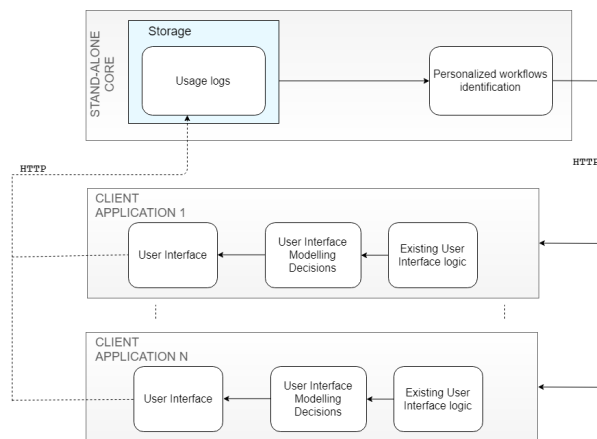 STAND-ALONE
CORE
Storage
Usage logs
Personalized workflows
identification
HTTP
HTTP
CLIENT
APPLICATION 1
User Interface
User Interface
Modelling
Decisions
Existing User
Interface logic
CLIENT
APPLICATION N
User Interface
User Interface
Modelling
Decisions
Existing User
Interface logic